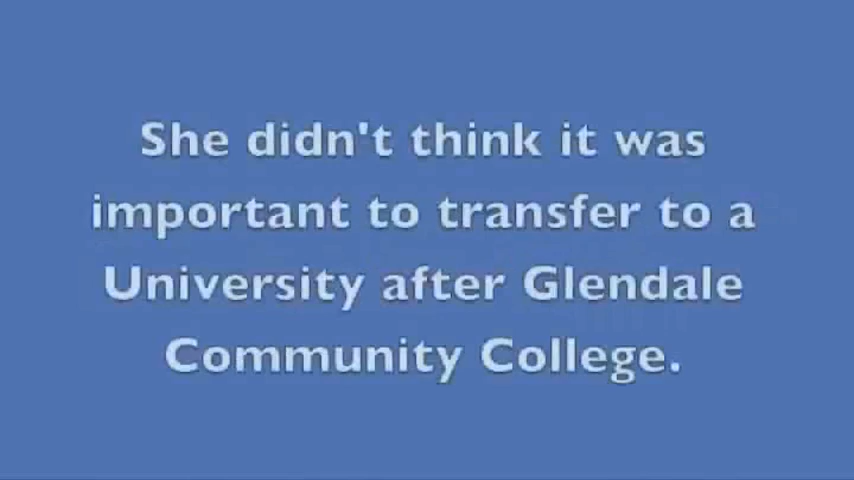 She didn't think it was
important to transfer to a
University after Glendale
Community College.